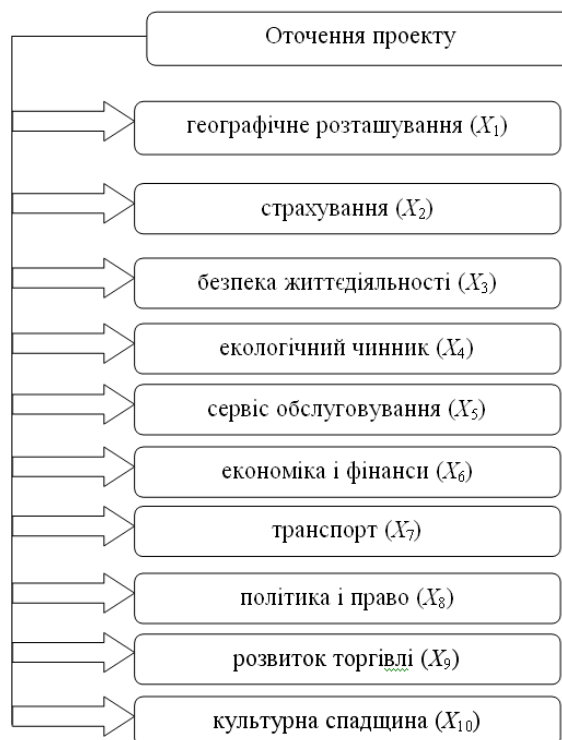 Оточення проекту
географічне розташування (X₁)
страхування (X₂)
безпека життєдіяльності (X₃)
екологічний чинник (X₄)
сервіс обслуговування (X₅)
економіка і фінанси (X₆)
транспорт (X₇)
політика і право (X₈)
розвиток торгівлі (X₉)
культурна спадщина (X₁₀)